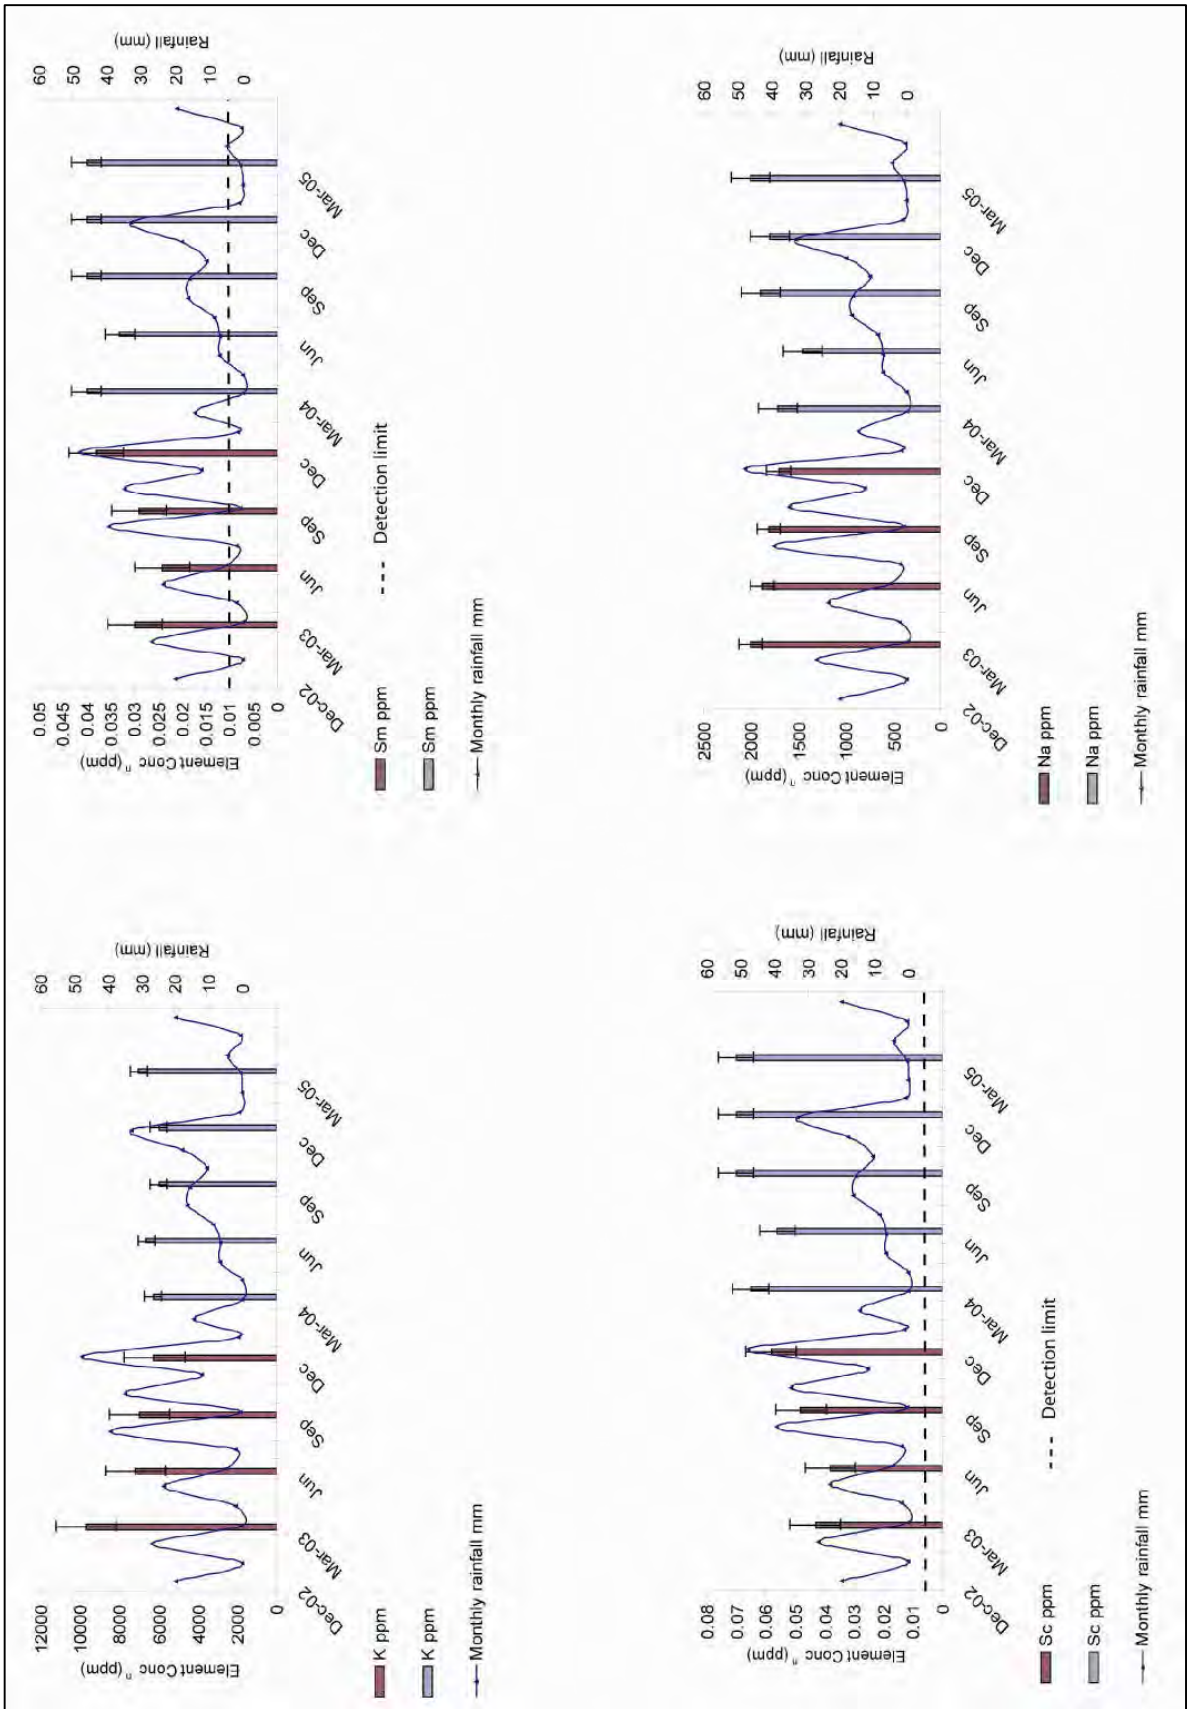 Element Conc n (ppm)
12000
10000
8000
6000
4000
2000
0
Rainfall (mm)
60
50
40
30
20
10
0
Dec-02
Mar-03
Jun
Sep
Dec
Mar-04
Jun
Sep
Dec
Mar-05
K ppm
K ppm
Monthly rainfall mm
Element Conc n (ppm)
0.05
0.045
0.04
0.035
0.03
0.025
0.02
0.015
0.01
0.005
0
Rainfall (mm)
60
50
40
30
20
10
0
Dec-02
Mar-03
Jun
Sep
Dec
Mar-04
Jun
Sep
Dec
Mar-05
Sm ppm
Detection limit
Sm ppm
Monthly rainfall mm
Element Conc n (ppm)
0.08
0.07
0.06
0.05
0.04
0.03
0.02
0.01
0
Rainfall (mm)
60
50
40
30
20
10
0
Dec-02
Mar-03
Jun
Sep
Dec
Mar-04
Jun
Sep
Dec
Mar-05
Sc ppm
Detection limit
Sc ppm
Monthly rainfall mm
Element Conc n (ppm)
2500
2000
1500
1000
500
0
Rainfall (mm)
60
50
40
30
20
10
0
Dec-02
Mar-03
Jun
Sep
Dec
Mar-04
Jun
Sep
Dec
Mar-05
Na ppm
Na ppm
Monthly rainfall mm